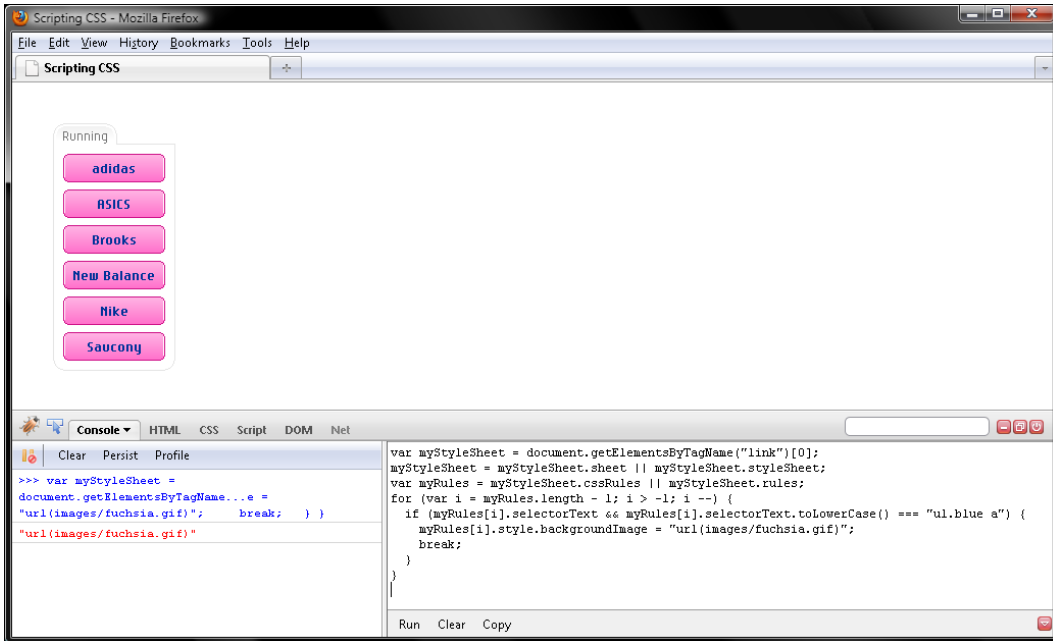 Scripting CSS - Mozilla Firefox
File Edit View History Bookmarks Tools Help
Scripting CSS
Running
adidas
ASICS
Brooks
New Balance
Nike
Saucony
Console HTML CSS Script DOM Net
Clear Persist Profile
>>> var myStyleSheet =
document.getElementsByTagName...e =
"url(images/fuchsia.gif)"; break; } }
"url(images/fuchsia.gif)"
var myStyleSheet = document.getElementsByTagName("link")[0];
myStyleSheet = myStyleSheet.sheet || myStyleSheet.styleSheet;
var myRules = myStyleSheet.cssRules || myStyleSheet.rules;
for (var i = myRules.length - 1; i > -1; i --) {
if (myRules[i].selectorText && myRules[i].selectorText.toLowerCase() === "ul.blue a") {
myRules[i].style.backgroundImage = "url(images/fuchsia.gif)";
break;
}
}
Run Clear Copy